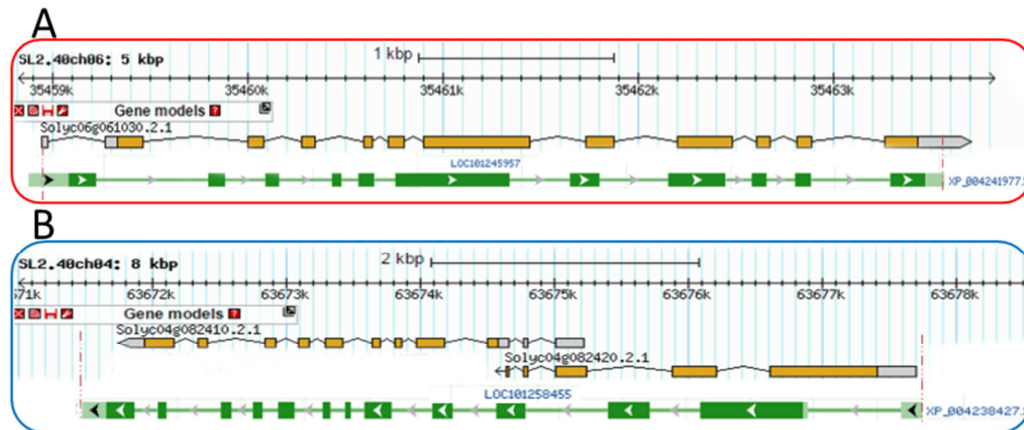 A
SL2.40ch06: 5 kbp
1 kbp
35459k 35460k 35461k 35462k 35463k
Gene models ?
Solyc06g061030.2.1
LOC101245957
XP_004241977.
B
SL2.40ch04: 8 kbp
2 kbp
571k 63672k 63673k 63674k 63675k 63676k 63677k 63678k
Gene models ?
Solyc04g082410.2.1
Solyc04g082420.2.1
LOC101258455
XP_004238427.